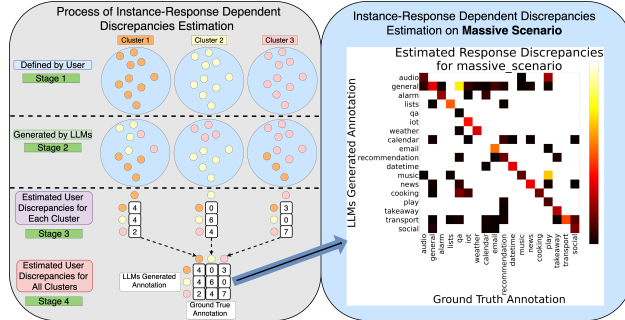 Process of Instance-Response Dependent
Discrepancies Estimation
Cluster 1
Cluster 2
Cluster 3
Defined by User
Stage 1
Generated by LLMs
Stage 2
Estimated User
Discrepancies for
Each Cluster
Stage 3
4
4
2
0
6
4
3
0
7
Estimated User
Discrepancies for
All Clusters
Stage 4
LLMs Generated
Annotation
4 0 3
4 6 0
2 4 7
Ground True
Annotation
Instance-Response Dependent Discrepancies
Estimation on Massive Scenario
Estimated Response Discrepancies
for massive_scenario
LLMs Generated Annotation
audio
general
alarm
lists
qa
iot
weather
calendar
email
recommendation
datetime
music
news
cooking
play
takeaway
transport
social
audio
general
alarm
lists
qa
iot
weather
calendar
email
recommendation
datetime
music
news
cooking
play
takeaway
transport
social
Ground Truth Annotation